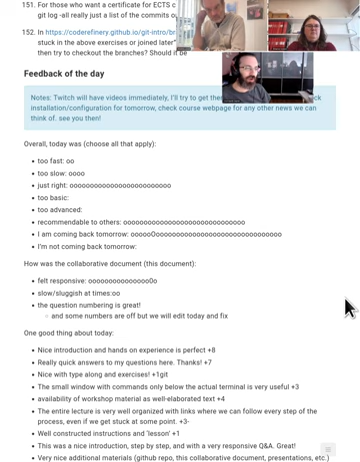 151. For those who want a certificate for ECTS c
git log -all really just a list of the commits o
152. In https://coderefinery.github.io/git-intro/br
stuck in the above exercises or joined later"
then try to checkout the branches? Should it be
Feedback of the day
Notes: Twitch will have videos immediately, I'll try to get the
ck
installation/configuration for tomorrow, check course webpage for any other news we can
think of. see you then!
Overall, today was (choose all that apply):
• too fast: oo
• too slow: oooo
• just right: ooooooooooooooooooooooooo
• too basic:
• too advanced:
• recommendable to others: oooooooooooooooooooooooooooooo
• I am coming back tomorrow: ooooo0ooooooooooooooooooooooooooooooo
• I'm not coming back tomorrow:
How was the collaborative document (this document):
• felt responsive: ooooooooooooooo0o
• slow/sluggish at times:oo
• the question numbering is great!
○ and some numbers are off but we will edit today and fix
One good thing about today:
• Nice introduction and hands on experience is perfect +8
• Really quick answers to my questions here. Thanks! +7
• Nice with type along and exercises! +1git
• The small window with commands only below the actual terminal is very useful +3
• availability of workshop material as well-elaborated text +4
• The entire lecture is very well organized with links where we can follow every step of the
process, even if we get stuck at some point. +3-
• Well constructed instructions and 'lesson' +1
• This was a nice introduction, step by step, and with a very responsive Q&A. Great!
• Very nice additional materials (github repo, this collaborative document, presentations, etc.)